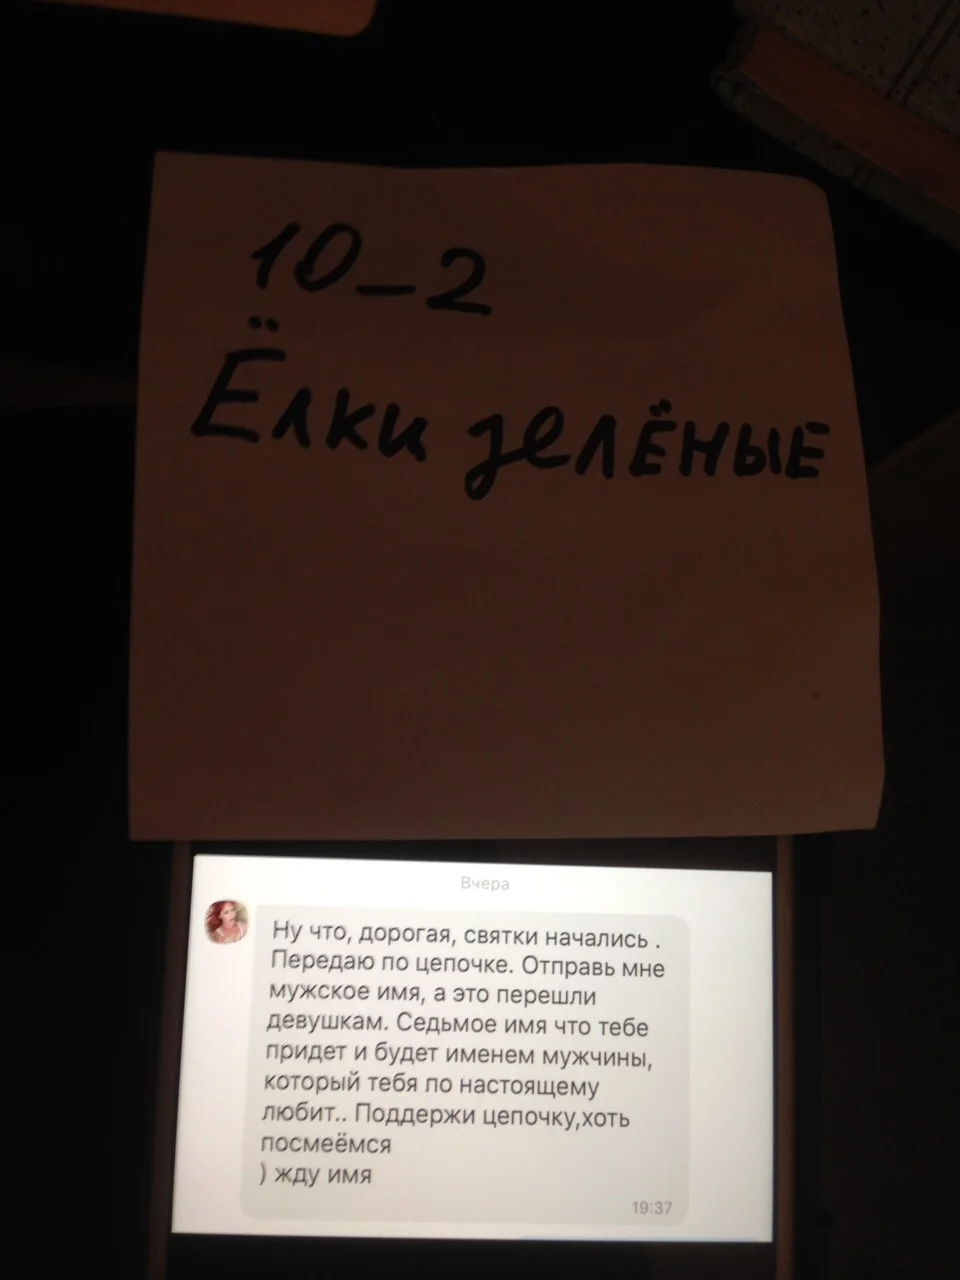 10_2
Ёлки зелёные
Вчера
Ну что, дорогая, святки начались .
Передаю по цепочке. Отправь мне
мужское имя, а это перешли
девушкам. Седьмое имя что тебе
придет и будет именем мужчины,
который тебя по настоящему
любит.. Поддержи цепочку,хоть
посмеёмся
) жду имя
19:37